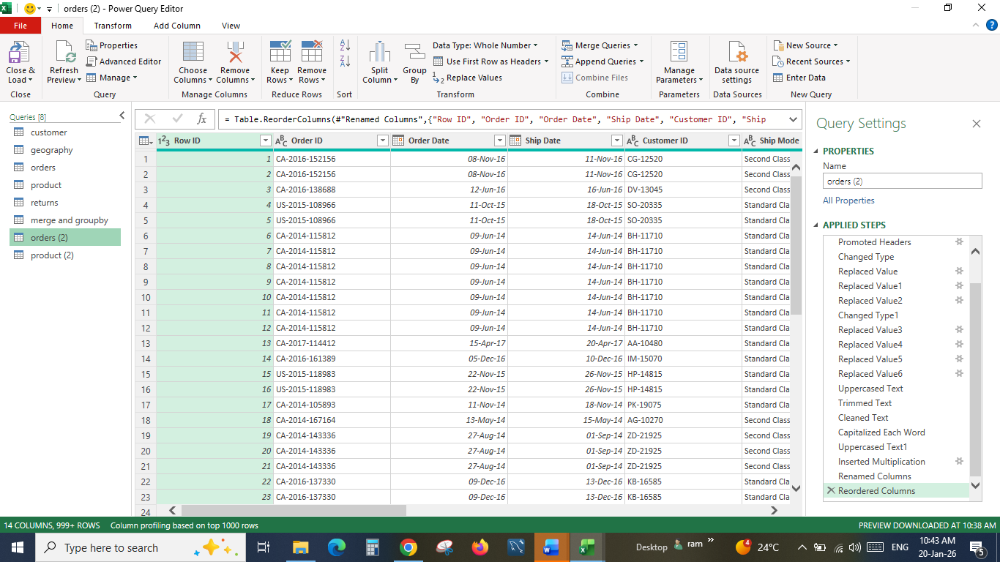 orders (2) - Power Query Editor
File Home Transform Add Column View
Close & Load
Close
Refresh Preview
Properties
Advanced Editor
Manage
Query
Choose Columns
Remove Columns
Manage Columns
Keep Rows
Remove Rows
Reduce Rows
Sort
Split Column
Group By
Data Type: Whole Number
Use First Row as Headers
Replace Values
Transform
Merge Queries
Append Queries
Combine Files
Combine
Manage Parameters
Parameters
Data source settings
Data Sources
New Source
Recent Sources
Enter Data
New Query
Queries [8]
customer
geography
orders
product
returns
merge and groupby
orders (2)
product (2)
fx
= Table.ReorderColumns(#"Renamed Columns",{"Row ID", "Order ID", "Order Date", "Ship Date", "Customer ID", "Ship
Row ID Order ID Order Date Ship Date Customer ID Ship Mode
1 1 CA-2016-152156 08-Nov-16 11-Nov-16 CG-12520 Second Class
2 2 CA-2016-152156 08-Nov-16 11-Nov-16 CG-12520 Second Class
3 3 CA-2016-138688 12-Jun-16 16-Jun-16 DV-13045 Second Class
4 4 US-2015-108966 11-Oct-15 18-Oct-15 SO-20335 Standard Cla
5 5 US-2015-108966 11-Oct-15 18-Oct-15 SO-20335 Standard Cla
6 6 CA-2014-115812 09-Jun-14 14-Jun-14 BH-11710 Standard Cla
7 7 CA-2014-115812 09-Jun-14 14-Jun-14 BH-11710 Standard Cla
8 8 CA-2014-115812 09-Jun-14 14-Jun-14 BH-11710 Standard Cla
9 9 CA-2014-115812 09-Jun-14 14-Jun-14 BH-11710 Standard Cla
10 10 CA-2014-115812 09-Jun-14 14-Jun-14 BH-11710 Standard Cla
11 11 CA-2014-115812 09-Jun-14 14-Jun-14 BH-11710 Standard Cla
12 12 CA-2014-115812 09-Jun-14 14-Jun-14 BH-11710 Standard Cla
13 13 CA-2017-114412 15-Apr-17 20-Apr-17 AA-10480 Standard Cla
14 14 CA-2016-161389 05-Dec-16 10-Dec-16 IM-15070 Standard Cla
15 15 US-2015-118983 22-Nov-15 26-Nov-15 HP-14815 Standard Cla
16 16 US-2015-118983 22-Nov-15 26-Nov-15 HP-14815 Standard Cla
17 17 CA-2014-105893 11-Nov-14 18-Nov-14 PK-19075 Standard Cla
18 18 CA-2014-167164 13-May-14 15-May-14 AG-10270 Second Class
19 19 CA-2014-143336 27-Aug-14 01-Sep-14 ZD-21925 Second Class
20 20 CA-2014-143336 27-Aug-14 01-Sep-14 ZD-21925 Second Class
21 21 CA-2014-143336 27-Aug-14 01-Sep-14 ZD-21925 Second Class
22 22 CA-2016-137330 09-Dec-16 13-Dec-16 KB-16585 Standard Cla
23 23 CA-2016-137330 09-Dec-16 13-Dec-16 KB-16585 Standard Cla
24
Query Settings
PROPERTIES
Name
orders (2)
All Properties
APPLIED STEPS
Promoted Headers
Changed Type
Replaced Value
Replaced Value1
Replaced Value2
Changed Type1
Replaced Value3
Replaced Value4
Replaced Value5
Replaced Value6
Uppercased Text
Trimmed Text
Cleaned Text
Capitalized Each Word
Uppercased Text1
Inserted Multiplication
Renamed Columns
Reordered Columns
14 COLUMNS, 999+ ROWS Column profiling based on top 1000 rows PREVIEW DOWNLOADED AT 10:38 AM
Type here to search
Desktop
ram
4
24°C
ENG
10:43 AM
20-Jan-26
5